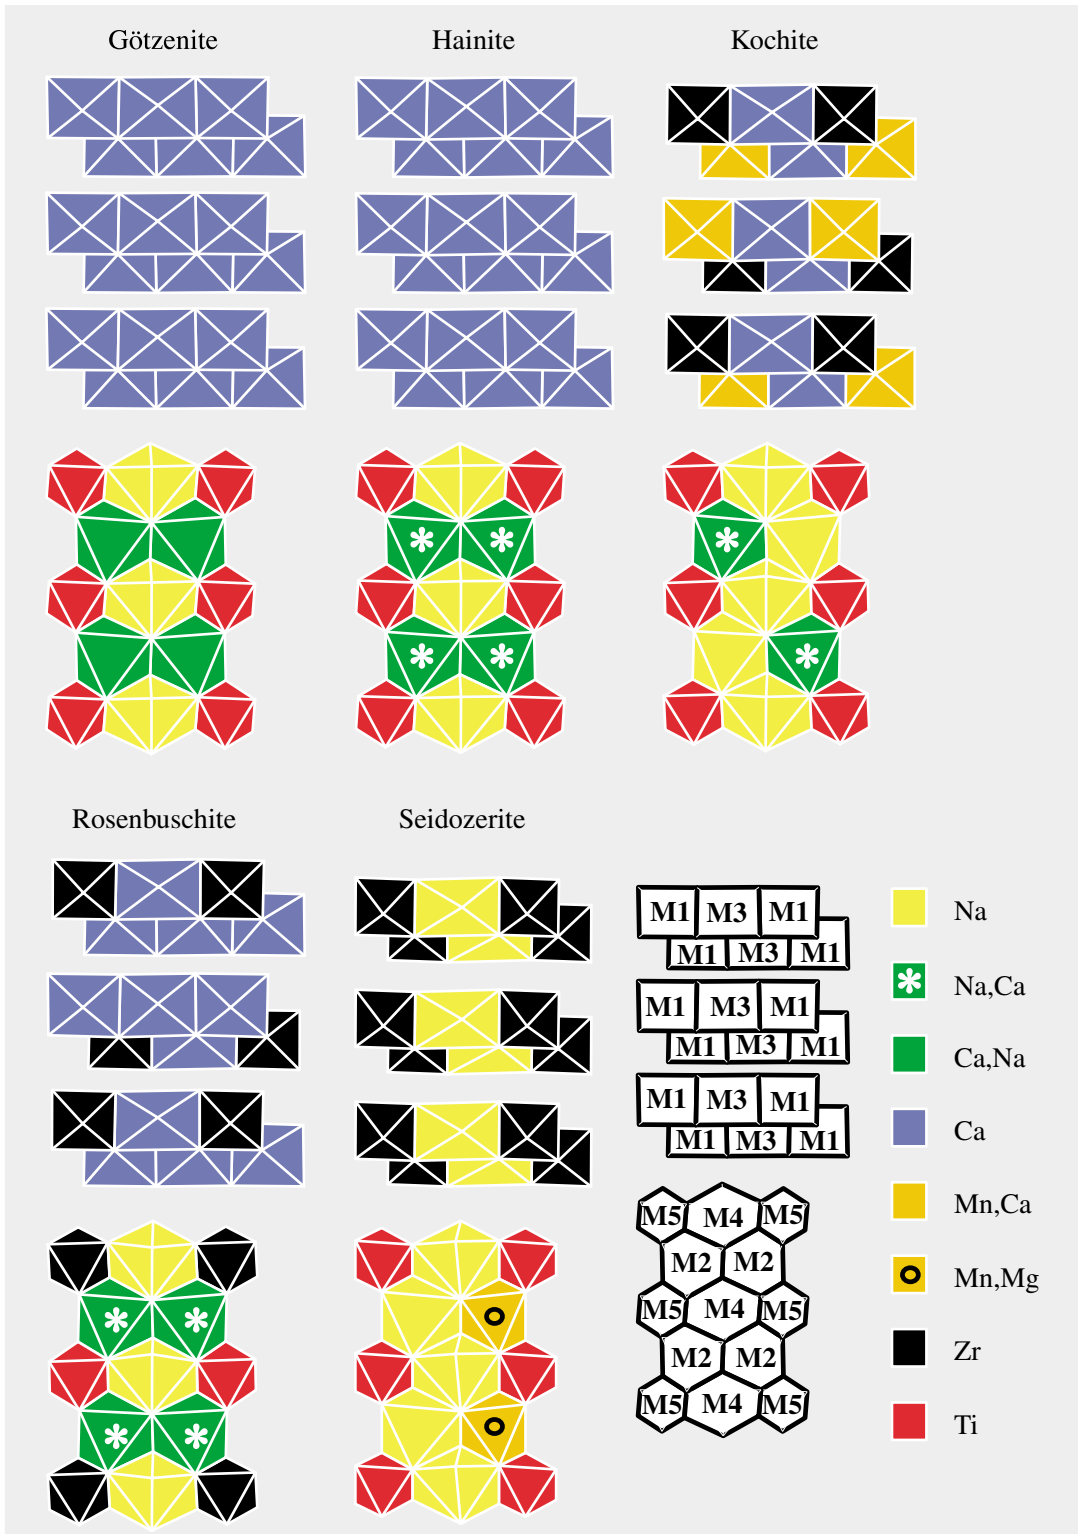 Götzenite Hainite Kochite
Rosenbuschite Seidozerite
M1 M3 M1
M1 M3 M1
M1 M3 M1
M1 M3 M1
M1 M3 M1
M1 M3 M1
M5 M4 M5
M2 M2
M5 M4 M5
M2 M2
M5 M4 M5
Na
* Na,Ca
Ca,Na
Ca
Mn,Ca
Mn,Mg
Zr
Ti